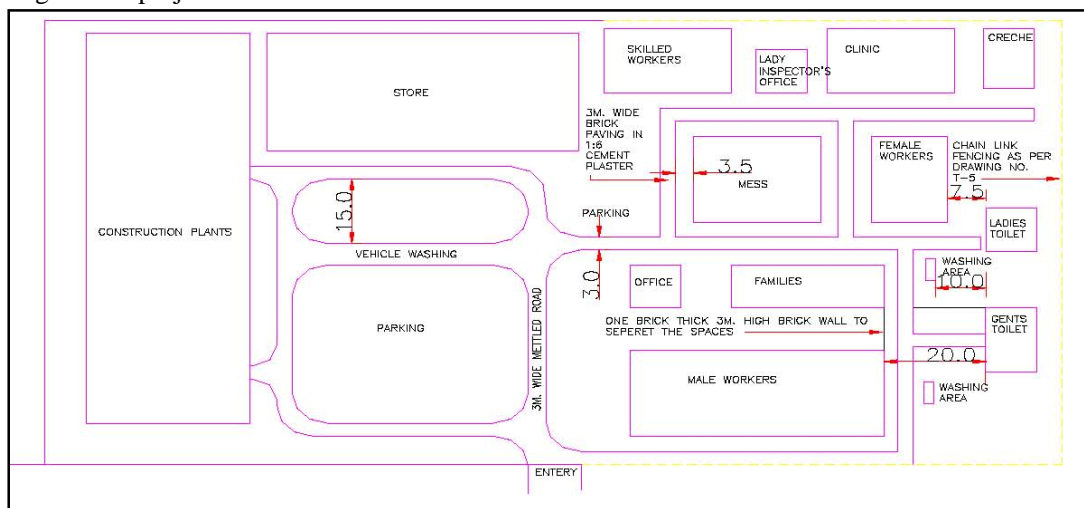 SKILLED
WORKERS
LADY
INSPECTOR'S
OFFICE
CLINIC
CRECHE
STORE
3M. WIDE
BRICK
PAVING IN
1:6
CEMENT
PLASTER
3.5
MESS
FEMALE
WORKERS
CHAIN LINK
FENCING AS PER
DRAWING NO.
T-5
7.5
CONSTRUCTION PLANTS
15.0
VEHICLE WASHING
PARKING
3.0
LADIES
TOILET
WASHING
AREA
10.0
PARKING
3M. WIDE METTLED ROAD
OFFICE
FAMILIES
ONE BRICK THICK 3M. HIGH BRICK WALL TO
SEPERET THE SPACES
GENTS
TOILET
20.0
MALE WORKERS
WASHING
AREA
ENTERY